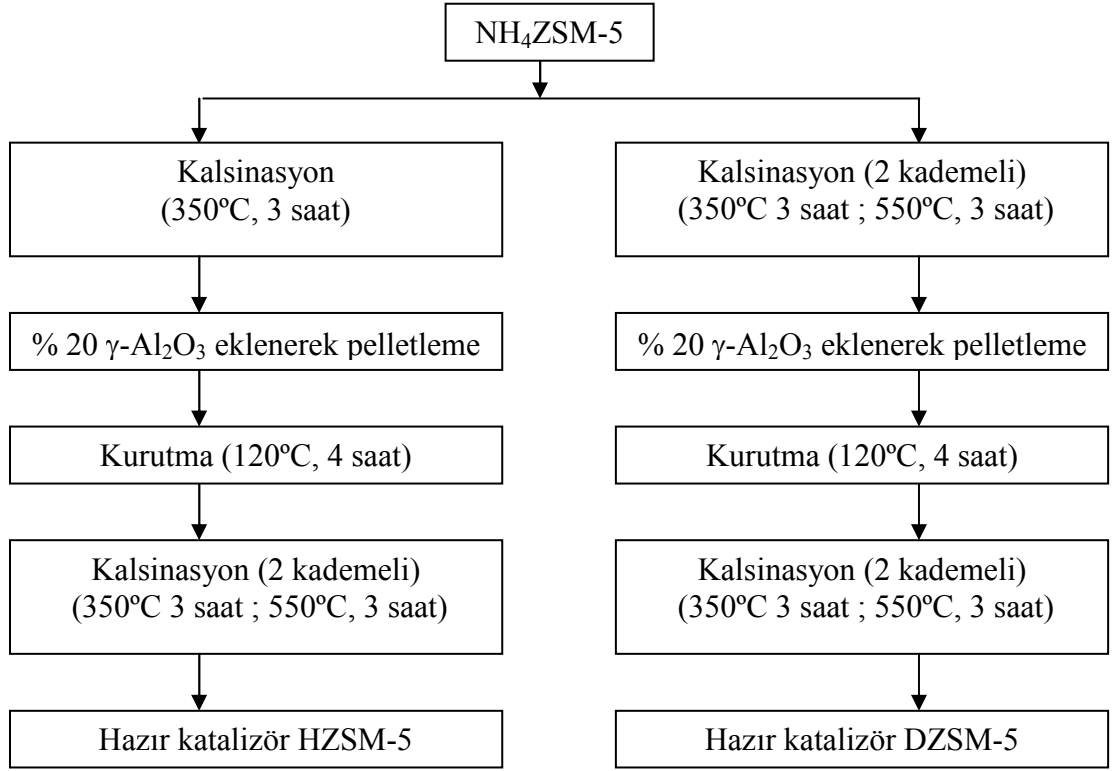 NH₄ZSM-5
Kalsinasyon
(350ºC, 3 saat)
Kalsinasyon (2 kademeli)
(350ºC 3 saat ; 550ºC, 3 saat)
% 20 γ-Al₂O₃ eklenerek pelletleme
% 20 γ-Al₂O₃ eklenerek pelletleme
Kurutma (120ºC, 4 saat)
Kurutma (120ºC, 4 saat)
Kalsinasyon (2 kademeli)
(350ºC 3 saat ; 550ºC, 3 saat)
Kalsinasyon (2 kademeli)
(350ºC 3 saat ; 550ºC, 3 saat)
Hazır katalizör HZSM-5
Hazır katalizör DZSM-5